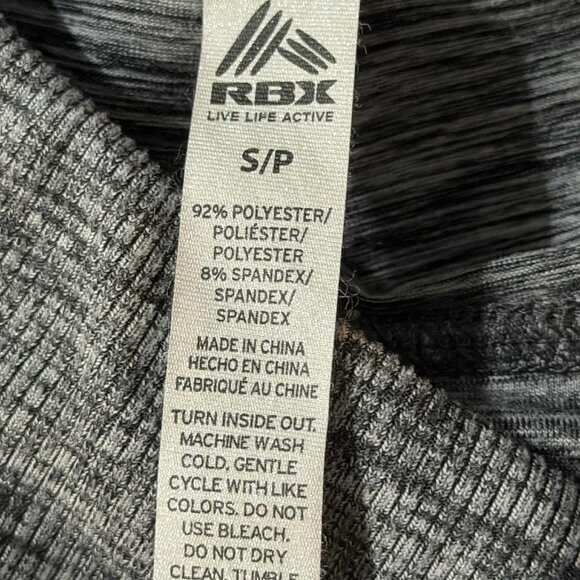 RBX
LIVE LIFE ACTIVE
S/P
92% POLYESTER/
POLIÉSTER/
POLYESTER
8% SPANDEX/
SPANDEX/
SPANDEX
MADE IN CHINA
HECHO EN CHINA
FABRIQUÉ AU CHINE
TURN INSIDE OUT.
MACHINE WASH
COLD, GENTLE
CYCLE WITH LIKE
COLORS. DO NOT
USE BLEACH.
DO NOT DRY
CLEAN. TUMBLE